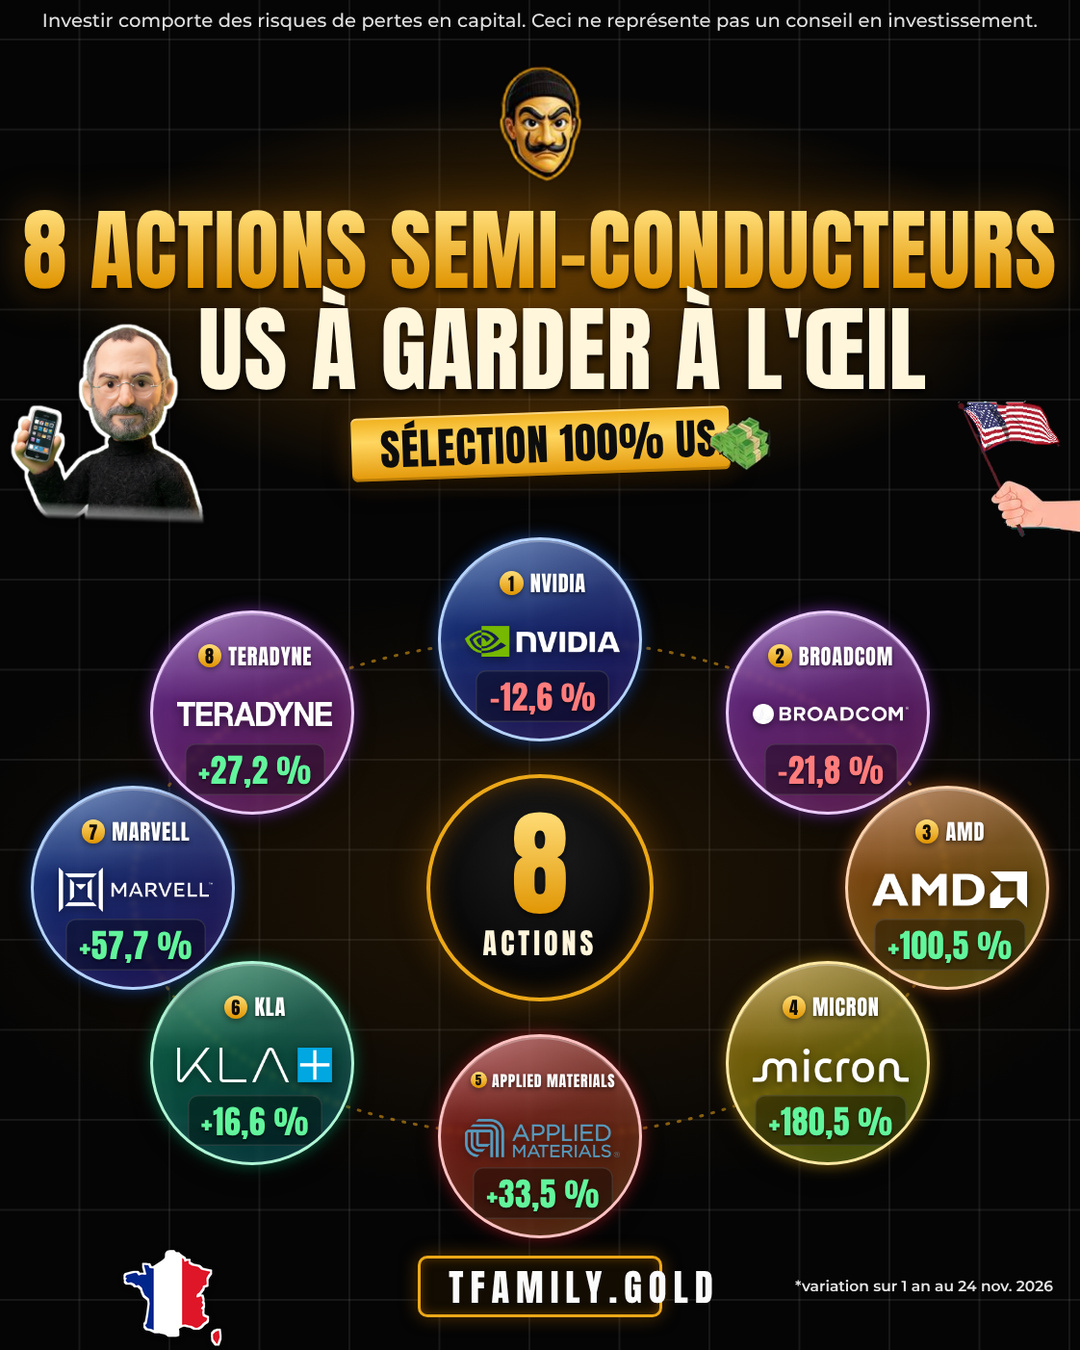 Investir comporte des risques de pertes en capital. Ceci ne représente pas un conseil en investissement.
8 ACTIONS SEMI-CONDUCTEURS
US À GARDER À L'ŒIL
SÉLECTION 100% US
1 NVIDIA
NVIDIA
-12,6 %
2 BROADCOM
BROADCOM
-21,8 %
3 AMD
AMD
+100,5 %
4 MICRON
micron
+180,5 %
5 APPLIED MATERIALS
APPLIED
MATERIALS®
+33,5 %
6 KLA
KLA+
+16,6 %
7 MARVELL
MARVELL™
+57,7 %
8 TERADYNE
TERADYNE
+27,2 %
8
ACTIONS
TFAMILY.GOLD
*variation sur 1 an au 24 nov. 2026